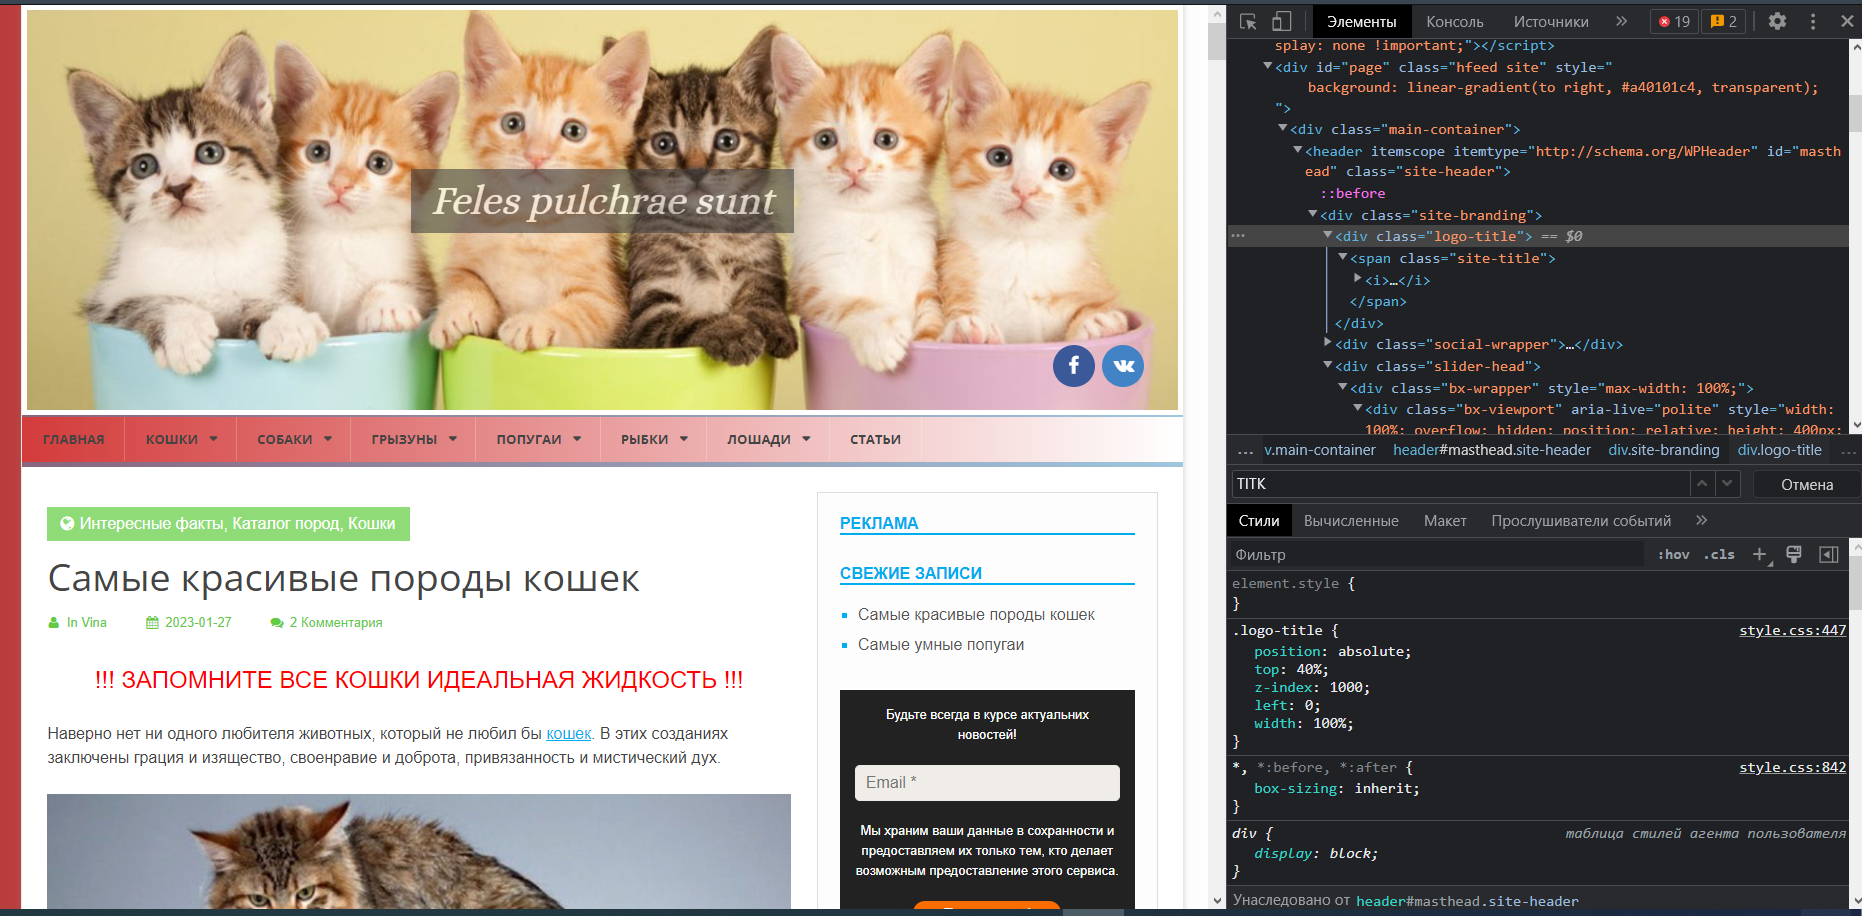 Feles pulchrae sunt
ГЛАВНАЯ КОШКИ СОБАКИ ГРЫЗУНЫ ПОПУГАИ РЫБКИ ЛОШАДИ СТАТЬИ
Интересные факты, Каталог пород, Кошки
Самые красивые породы кошек
In Vina 2023-01-27 2 Комментария
!!! ЗАПОМНИТЕ ВСЕ КОШКИ ИДЕАЛЬНАЯ ЖИДКОСТЬ !!!
Наверно нет ни одного любителя животных, который не любил бы кошек. В этих созданиях
заключены грация и изящество, своенравие и доброта, привязанность и мистический дух.
РЕКЛАМА
СВЕЖИЕ ЗАПИСИ
Самые красивые породы кошек
Самые умные попугаи
Будьте всегда в курсе актуальних
новостей!
Email *
Мы храним ваши данные в сохранности и
предоставляем их только тем, кто делает
возможным предоставление этого сервиса.
Элементы Консоль Источники » 19 2
splay: none !important;"></script>
<div id="page" class="hfeed site" style="
background: linear-gradient(to right, #a40101c4, transparent);
">
<div class="main-container">
<header itemscope itemtype="http://schema.org/WPHeader" id="masth
ead" class="site-header">
::before
<div class="site-branding">
<div class="logo-title"> == $0
<span class="site-title">
<i>…</i>
</span>
</div>
<div class="social-wrapper">…</div>
<div class="slider-head">
<div class="bx-wrapper" style="max-width: 100%;">
<div class="bx-viewport" aria-live="polite" style="width:
100%; overflow: hidden; position: relative; height: 400px;
... v.main-container header#masthead.site-header div.site-branding div.logo-title ...
TITK Отмена
Стили Вычисленные Макет Прослушиватели событий »
Фильтр :hov .cls +
element.style {
}
.logo-title { style.css:447
position: absolute;
top: 40%;
z-index: 1000;
left: 0;
width: 100%;
}
*, *:before, *:after { style.css:842
box-sizing: inherit;
}
div { таблица стилей агента пользователя
display: block;
}
Унаследовано от header#masthead.site-header